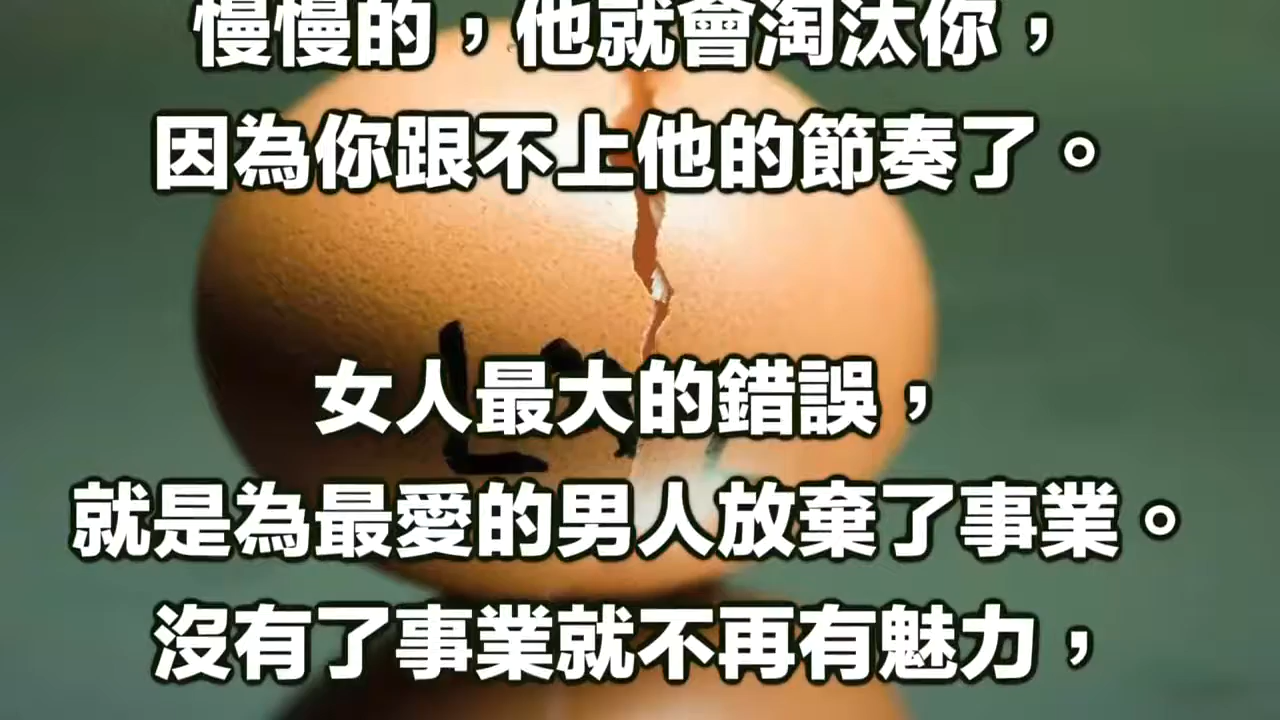 慢慢的，他就會淘汰你，
因為你跟不上他的節奏了。
女人最大的錯誤，
就是為最愛的男人放棄了事業。
沒有了事業就不再有魅力，